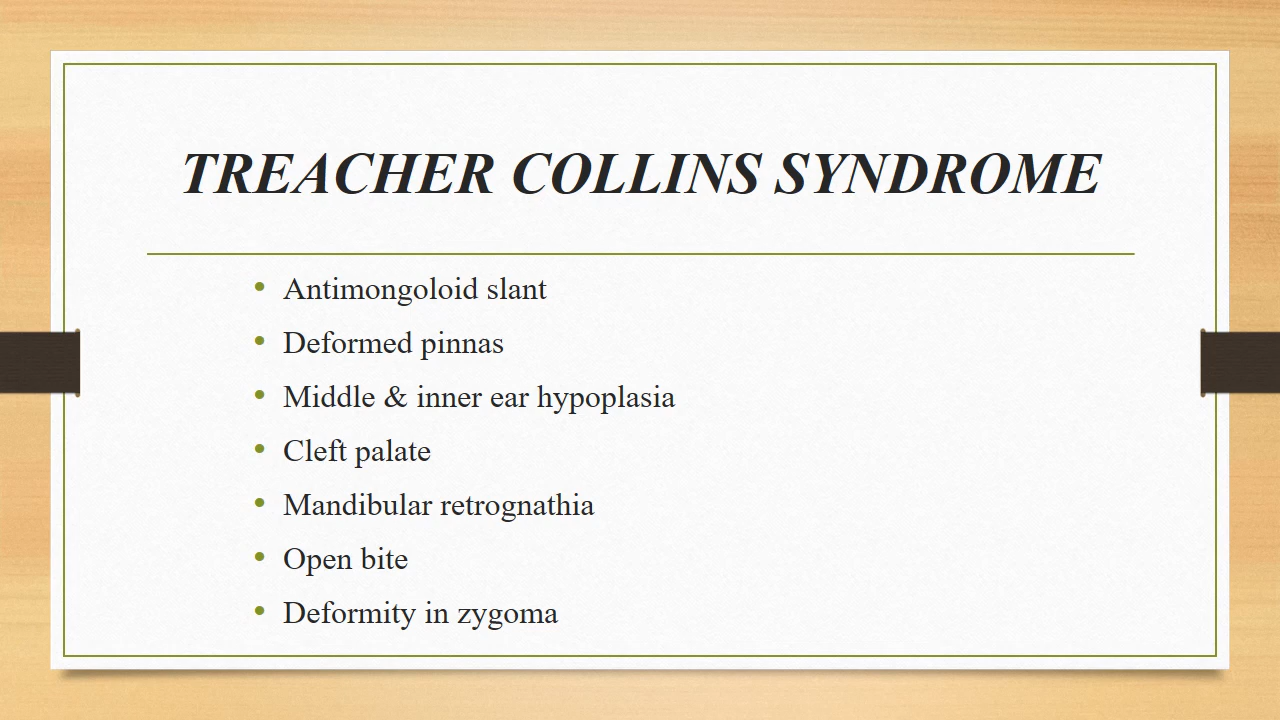 TREACHER COLLINS SYNDROME
• Antimongoloid slant
• Deformed pinnas
• Middle & inner ear hypoplasia
• Cleft palate
• Mandibular retrognathia
• Open bite
• Deformity in zygoma